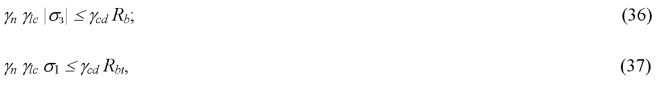 γn γlc |σ3| ≤ γcd Rb; (36)
γn γlc σ1 ≤ γcd Rbt, (37)